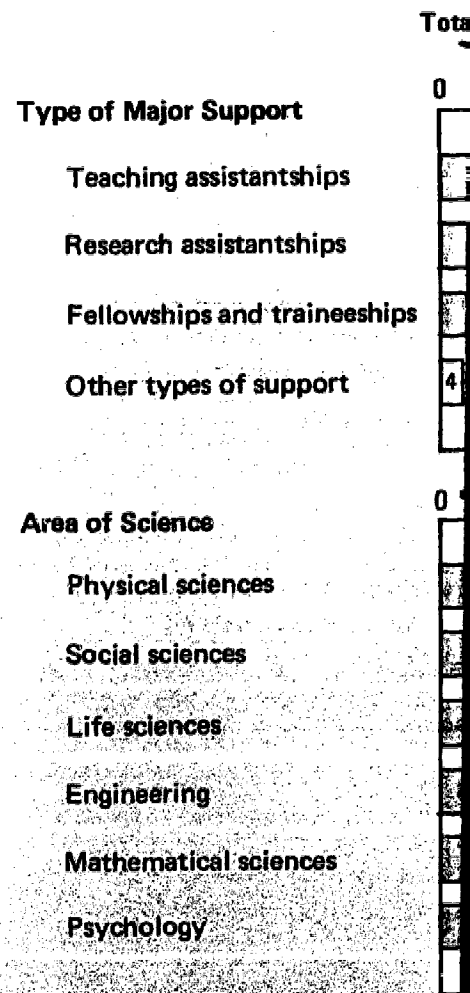 Tota
0
Type of Major Support
Teaching assistantships
Research assistantships
Fellowships and traineeships
Other types of support 4
0
Area of Science
Physical sciences
Social sciences
Life sciences
Engineering
Mathematical sciences
Psychology